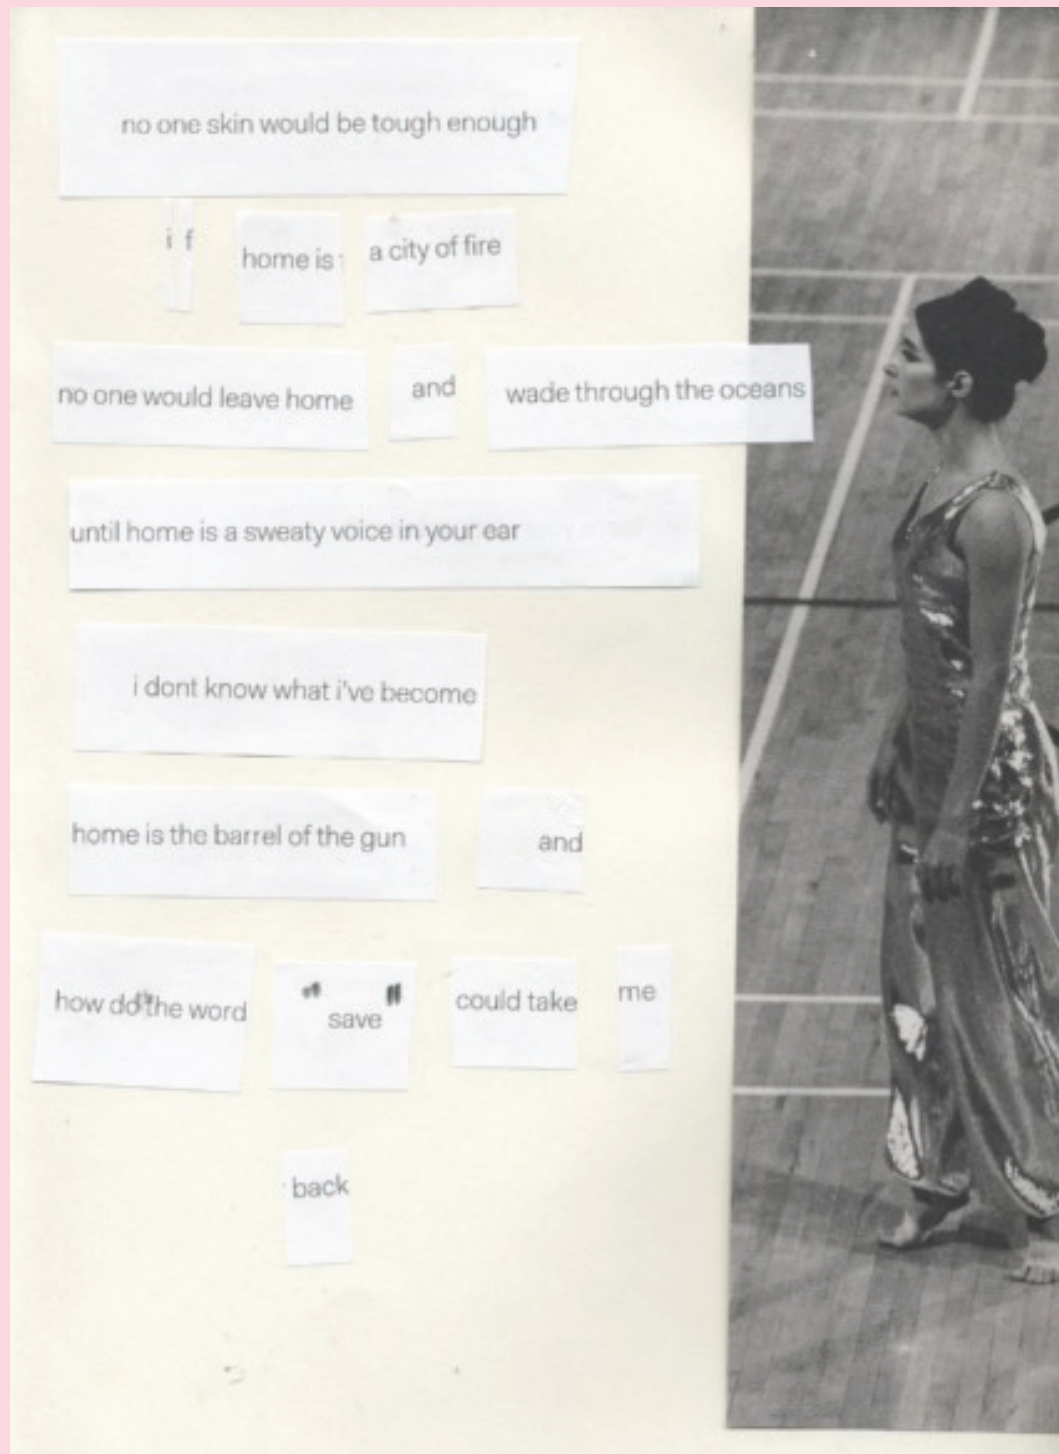 no one skin would be tough enough
if home is a city of fire
no one would leave home and wade through the oceans
until home is a sweaty voice in your ear
i dont know what i've become
home is the barrel of the gun and
how dd the word "save" could take me
back